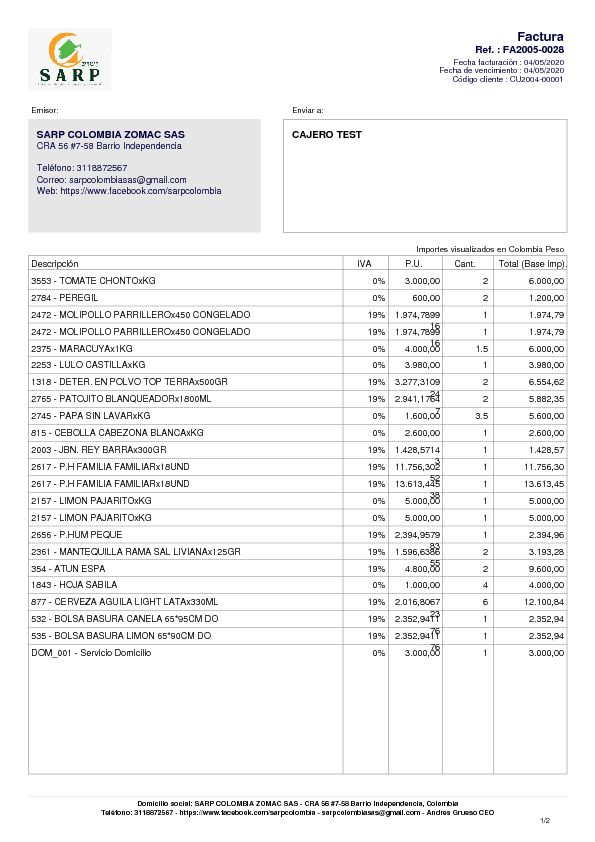 SARP
Factura
Ref. : FA2005-0028
Fecha facturación : 04/05/2020
Fecha de vencimiento : 04/05/2020
Código cliente : CU2004-00001
Emisor:
Enviar a:
SARP COLOMBIA ZOMAC SAS
CRA 56 #7-58 Barrio Independencia
Teléfono: 3118872567
Correo: sarpcolombiasas@gmail.com
Web: https://www.facebook.com/sarpcolombia
CAJERO TEST
Importes visualizados en Colombia Peso
Descripción IVA P.U. Cant. Total (Base imp).
3553 - TOMATE CHONTOxKG 0% 3.000,00 2 6.000,00
2784 - PEREGIL 0% 600,00 2 1.200,00
2472 - MOLIPOLLO PARRILLEROx450 CONGELADO 19% 1.974,7899 1 1.974,79
16
2472 - MOLIPOLLO PARRILLEROx450 CONGELADO 19% 1.974,7899 1 1.974,79
16
2375 - MARACUYAx1KG 0% 4.000,00 1.5 6.000,00
2253 - LULO CASTILLAxKG 0% 3.980,00 1 3.980,00
1318 - DETER. EN POLVO TOP TERRAx500GR 19% 3.277,3109 2 6.554,62
24
2765 - PATOJITO BLANQUEADORx1800ML 19% 2.941,1764 2 5.882,35
7
2745 - PAPA SIN LAVARxKG 0% 1.600,00 3.5 5.600,00
815 - CEBOLLA CABEZONA BLANCAxKG 0% 2.600,00 1 2.600,00
2003 - JBN. REY BARRAx300GR 19% 1.428,5714 1 1.428,57
3
2617 - P.H FAMILIA FAMILIARx18UND 19% 11.756,302 1 11.756,30
52
2617 - P.H FAMILIA FAMILIARx18UND 19% 13.613,445 1 13.613,45
38
2157 - LIMON PAJARITOxKG 0% 5.000,00 1 5.000,00
2157 - LIMON PAJARITOxKG 0% 5.000,00 1 5.000,00
2656 - P.HUM PEQUE 19% 2.394,9579 1 2.394,96
83
2361 - MANTEQUILLA RAMA SAL LIVIANAx125GR 19% 1.596,6386 2 3.193,28
55
354 - ATUN ESPA 19% 4.800,00 2 9.600,00
1843 - HOJA SABILA 0% 1.000,00 4 4.000,00
877 - CERVEZA AGUILA LIGHT LATAx330ML 19% 2.016,8067 6 12.100,84
23
532 - BOLSA BASURA CANELA 65*95CM DO 19% 2.352,9411 1 2.352,94
76
535 - BOLSA BASURA LIMON 65*90CM DO 19% 2.352,9411 1 2.352,94
76
DOM_001 - Servicio Domicilio 0% 3.000,00 1 3.000,00
Domicilio social: SARP COLOMBIA ZOMAC SAS - CRA 56 #7-58 Barrio Independencia, Colombia
Teléfono: 3118872567 - https://www.facebook.com/sarpcolombia - sarpcolombiasas@gmail.com - Andres Grueso CEO
1/2